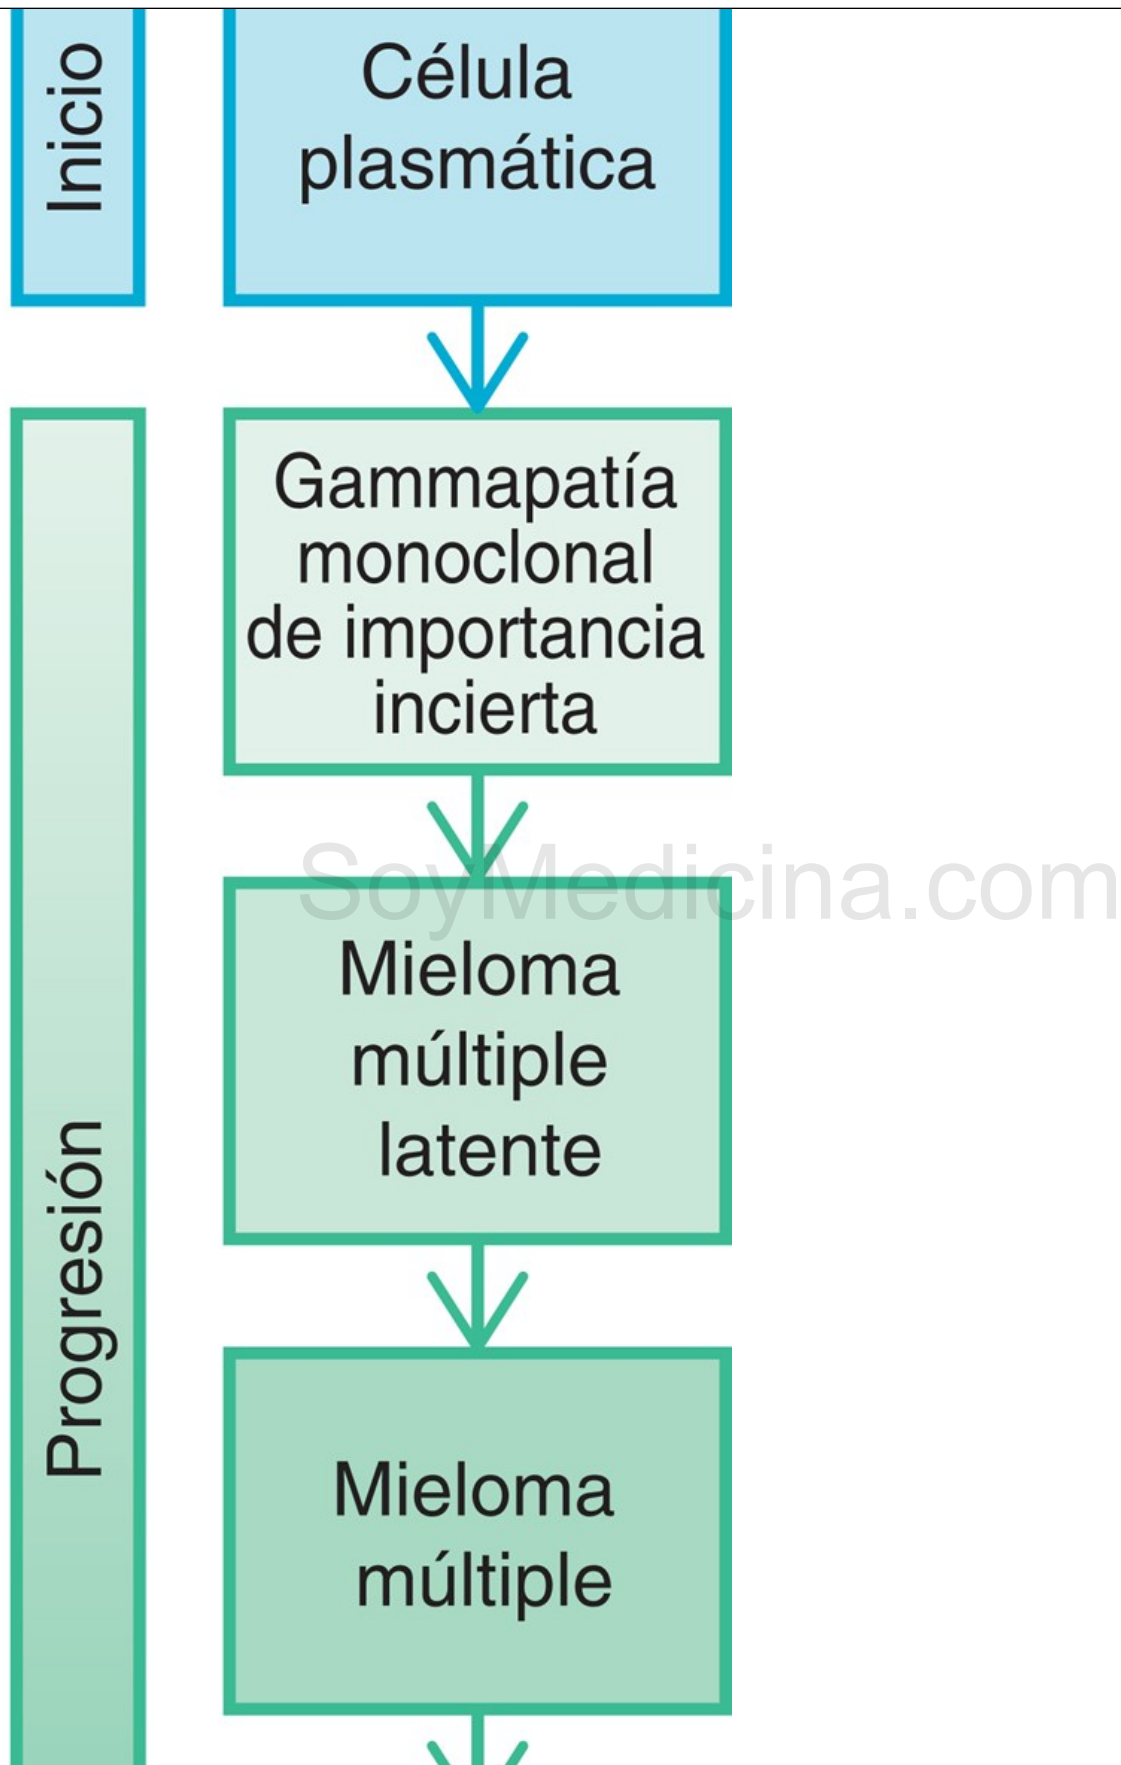 Inicio
Célula
plasmática
Gammapatía
monoclonal
de importancia
incierta
SoyMedicina.com
Mieloma
múltiple
latente
Progresión
Mieloma
múltiple